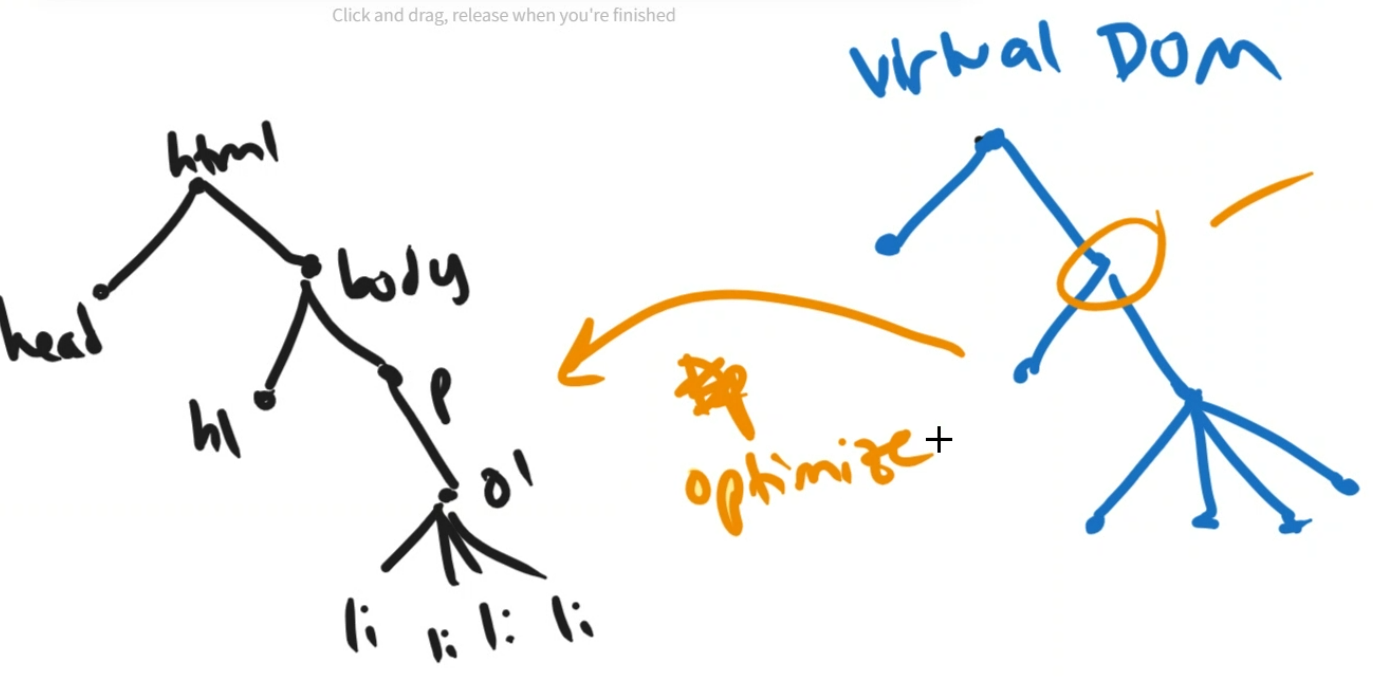 Click and drag, release when you're finished
virtual DOM
html
body
head
p
h1
optimize
ol
li li li li